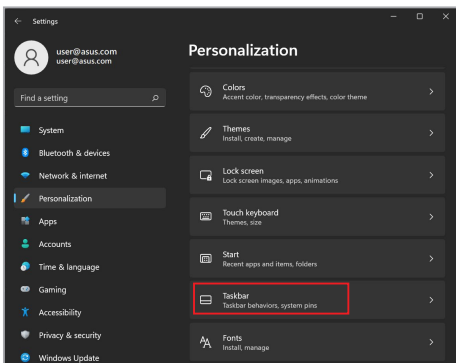 Settings
user@asus.com
user@asus.com
Find a setting
System
Bluetooth & devices
Network & internet
Personalization
Apps
Accounts
Time & language
Gaming
Accessibility
Privacy & security
Windows Update
Personalization
Colors
Accent color, transparency effects, color theme
Themes
Install, create, manage
Lock screen
Lock screen images, apps, animations
Touch keyboard
Themes, size
Start
Recent apps and items, folders
Taskbar
Taskbar behaviors, system pins
Fonts
Install, manage